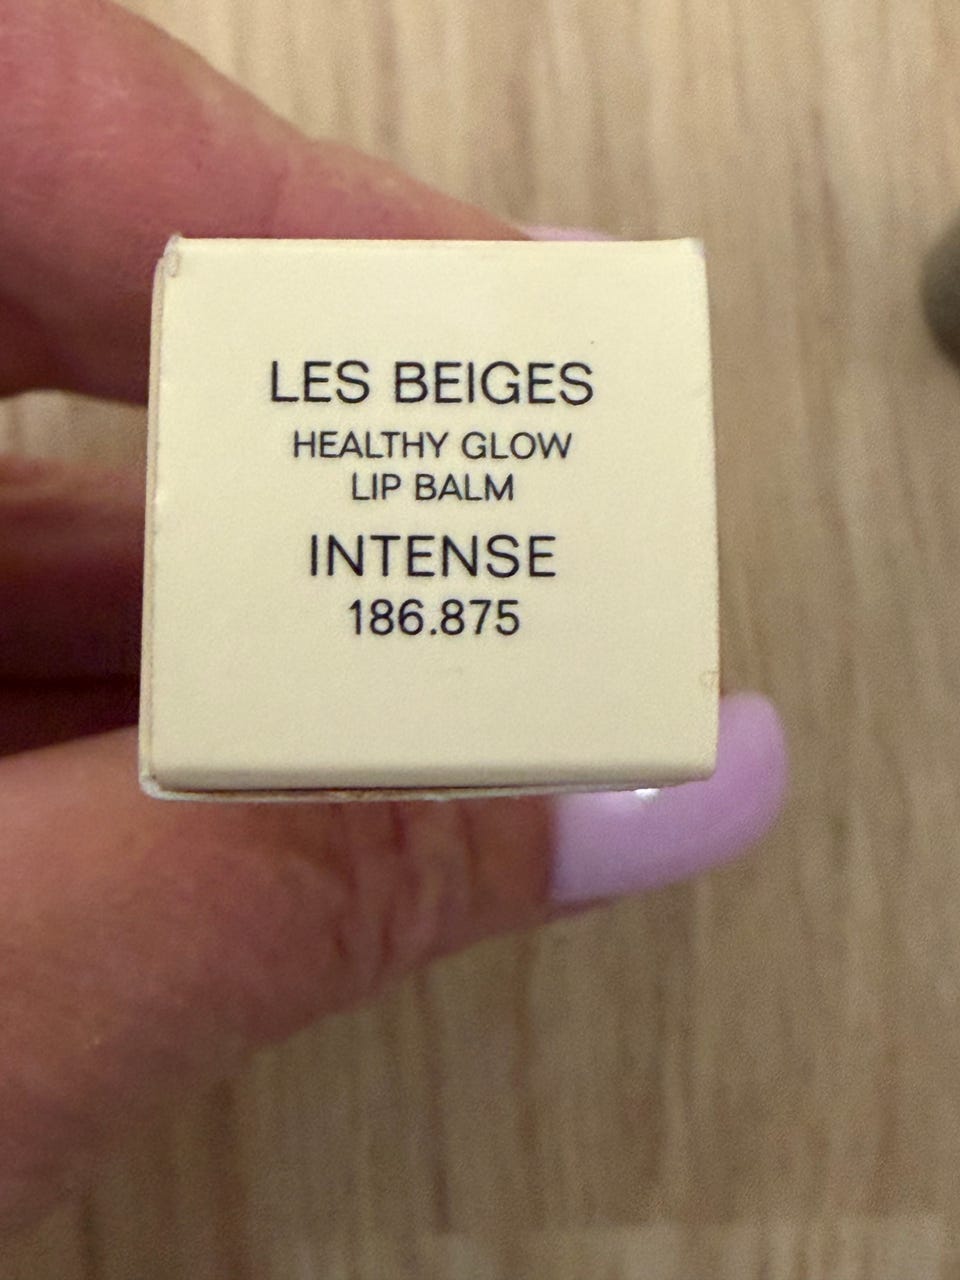 LES BEIGES
HEALTHY GLOW
LIP BALM
INTENSE
186.875